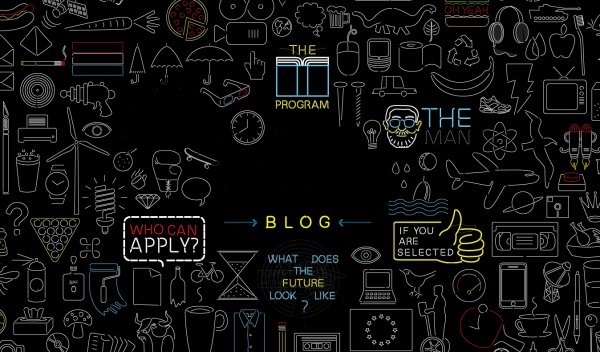 OH YEAH
THE
PROGRAM
THE
MAN
WHO CAN
APPLY?
BLOG
IF YOU
ARE
SELECTED
WHAT DOES
THE
FUTURE
LOOK LIKE
?